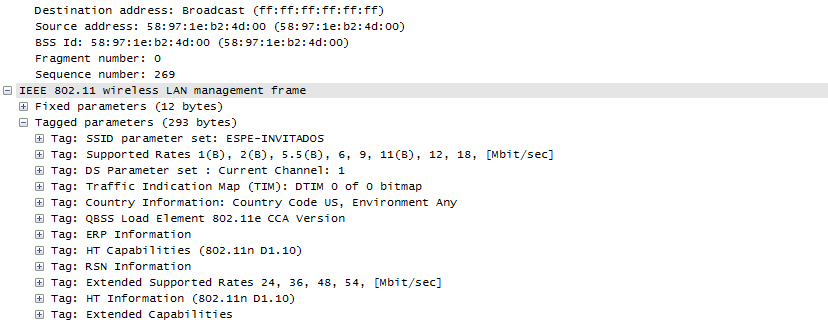 Destination address: Broadcast (ff:ff:ff:ff:ff:ff)
Source address: 58:97:1e:b2:4d:00 (58:97:1e:b2:4d:00)
BSS Id: 58:97:1e:b2:4d:00 (58:97:1e:b2:4d:00)
Fragment number: 0
Sequence number: 269
IEEE 802.11 wireless LAN management frame
Fixed parameters (12 bytes)
Tagged parameters (293 bytes)
Tag: SSID parameter set: ESPE-INVITADOS
Tag: Supported Rates 1(B), 2(B), 5.5(B), 6, 9, 11(B), 12, 18, [Mbit/sec]
Tag: DS Parameter set : Current Channel: 1
Tag: Traffic Indication Map (TIM): DTIM 0 of 0 bitmap
Tag: Country Information: Country Code US, Environment Any
Tag: QBSS Load Element 802.11e CCA Version
Tag: ERP Information
Tag: HT Capabilities (802.11n D1.10)
Tag: RSN Information
Tag: Extended Supported Rates 24, 36, 48, 54, [Mbit/sec]
Tag: HT Information (802.11n D1.10)
Tag: Extended Capabilities